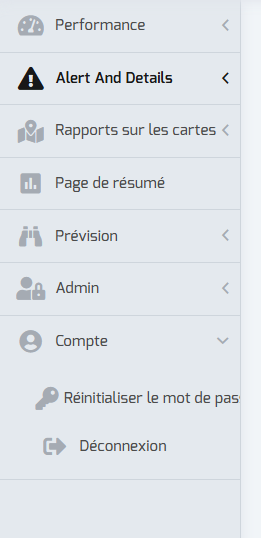 Performance
Alert And Details
Rapports sur les cartes
Page de résumé
Prévision
Admin
Compte
Réinitialiser le mot de pas
Déconnexion